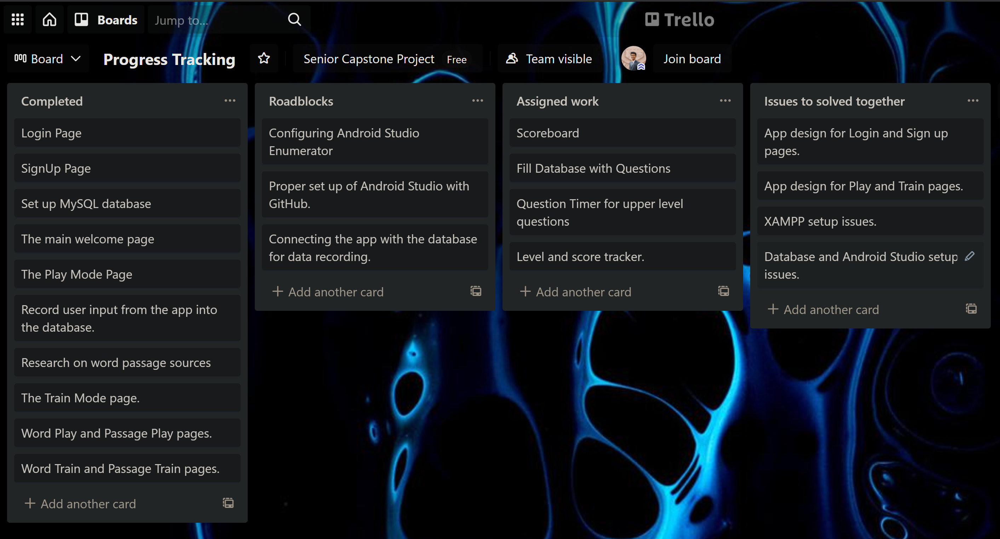 Boards
Jump to...
Trello
Board
Progress Tracking
Senior Capstone Project
Free
Team visible
Join board
Completed
Login Page
SignUp Page
Set up MySQL database
The main welcome page
The Play Mode Page
Record user input from the app into
the database.
Research on word passage sources
The Train Mode page.
Word Play and Passage Play pages.
Word Train and Passage Train pages.
Add another card
Roadblocks
Configuring Android Studio
Enumerator
Proper set up of Android Studio with
GitHub.
Connecting the app with the database
for data recording.
Add another card
Assigned work
Scoreboard
Fill Database with Questions
Question Timer for upper level
questions
Level and score tracker.
Add another card
Issues to solved together
App design for Login and Sign up
pages.
App design for Play and Train pages.
XAMPP setup issues.
Database and Android Studio setup
issues.
Add another card